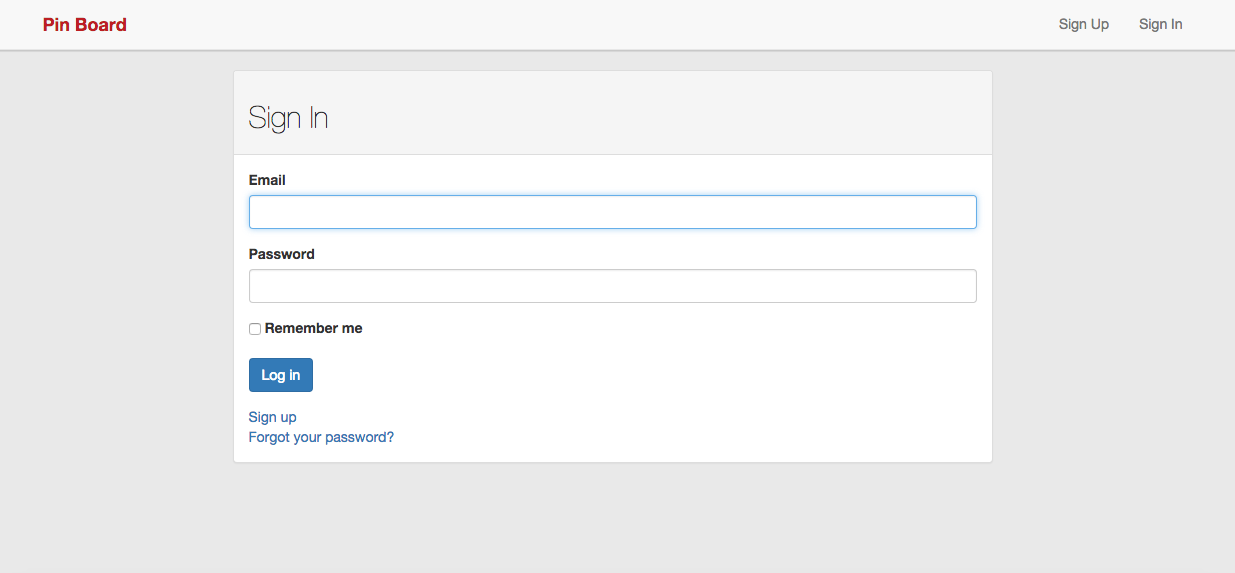 Pin Board
Sign Up
Sign In
Sign In
Email
Password
Remember me
Log in
Sign up
Forgot your password?